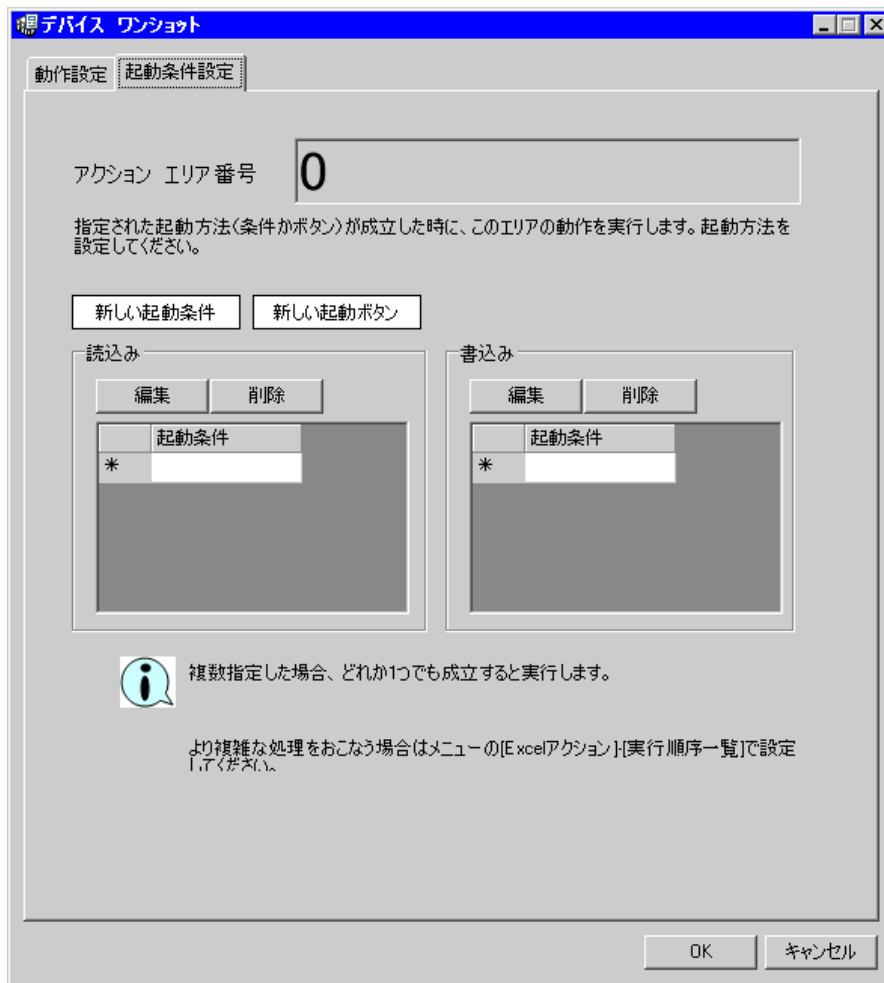 デバイス ワンショット
動作設定 起動条件設定
アクション エリア番号 0
指定された起動方法(条件かボタン)が成立した時に、このエリアの動作を実行します。起動方法を
設定してください。
新しい起動条件 新しい起動ボタン
読込み 書込み
編集 削除 編集 削除
起動条件 起動条件
* *
複数指定した場合、どれか1つでも成立すると実行します。
より複雑な処理をおこなう場合はメニューの[Excelアクション]-[実行順序一覧]で設定
してください。
OK キャンセル